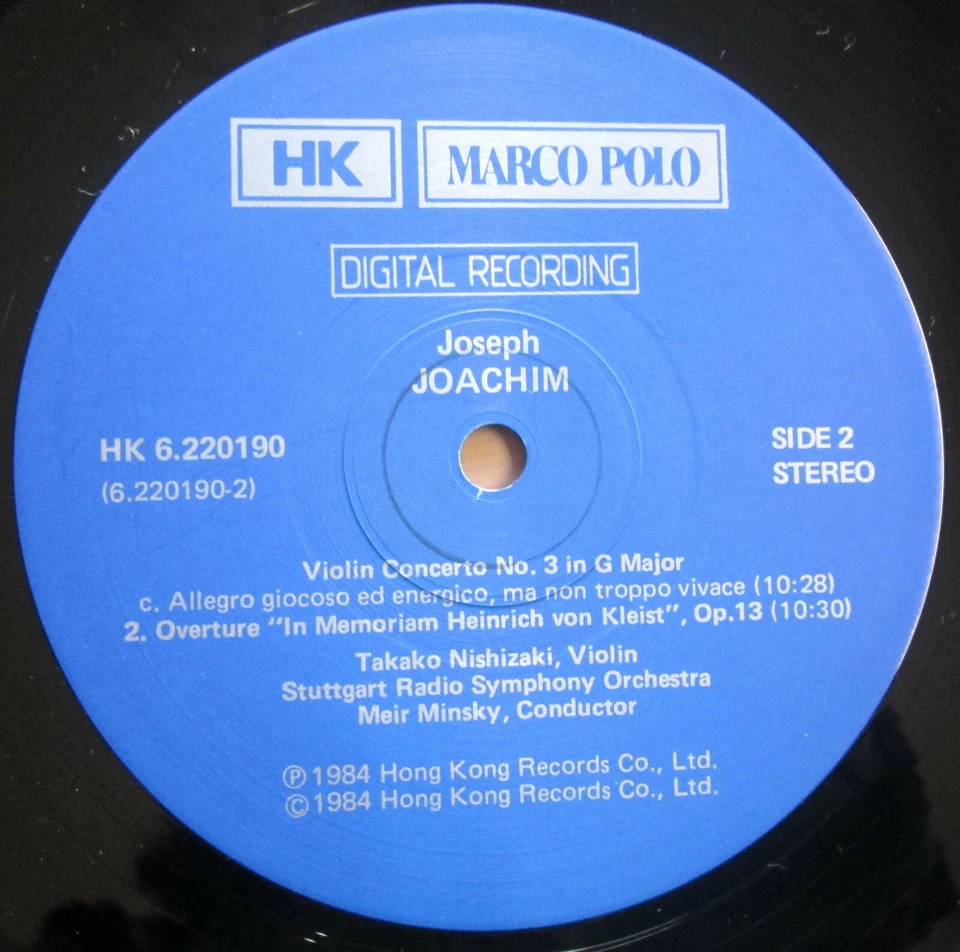 HK MARCO POLO
DIGITAL RECORDING
Joseph
JOACHIM
HK 6.220190
(6.220190-2)
SIDE 2
STEREO
Violin Concerto No. 3 in G Major
c. Allegro giocoso ed energico, ma non troppo vivace (10:28)
2. Overture “In Memoriam Heinrich von Kleist”, Op.13 (10:30)
Takako Nishizaki, Violin
Stuttgart Radio Symphony Orchestra
Meir Minsky, Conductor
Ⓟ 1984 Hong Kong Records Co., Ltd.
© 1984 Hong Kong Records Co., Ltd.